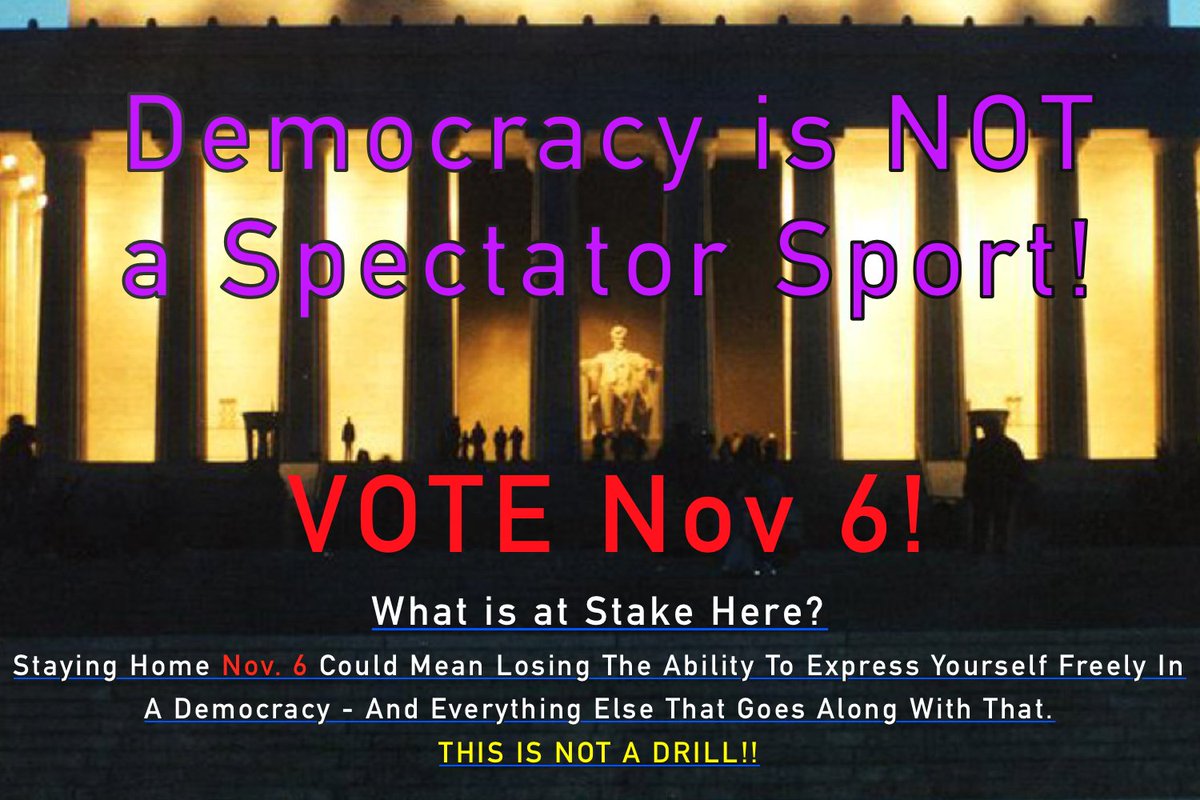 Democracy is NOT
a Spectator Sport!
VOTE Nov 6!
What is at Stake Here?
Staying Home Nov. 6 Could Mean Losing The Ability To Express Yourself Freely In
A Democracy - And Everything Else That Goes Along With That.
THIS IS NOT A DRILL!!